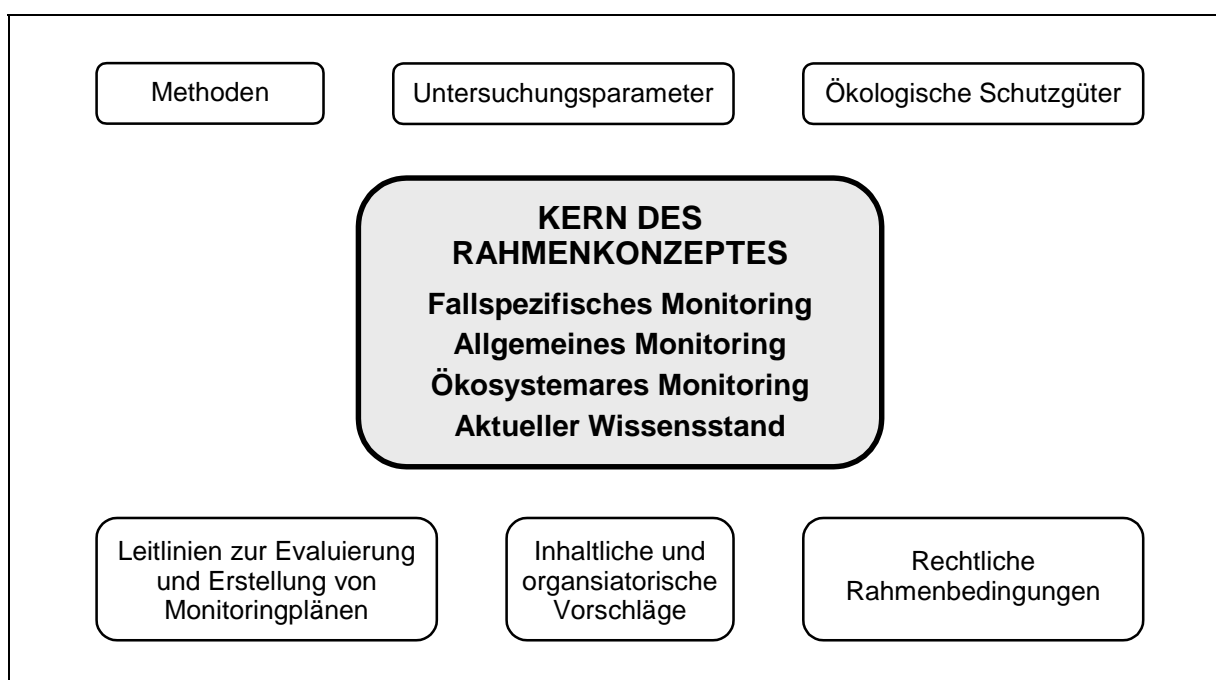 Methoden
Untersuchungsparameter
Ökologische Schutzgüter
KERN DES
RAHMENKONZEPTES
Fallspezifisches Monitoring
Allgemeines Monitoring
Ökosystemares Monitoring
Aktueller Wissensstand
Leitlinien zur Evaluierung
und Erstellung von
Monitoringplänen
Inhaltliche und
organsiatorische
Vorschläge
Rechtliche
Rahmenbedingungen